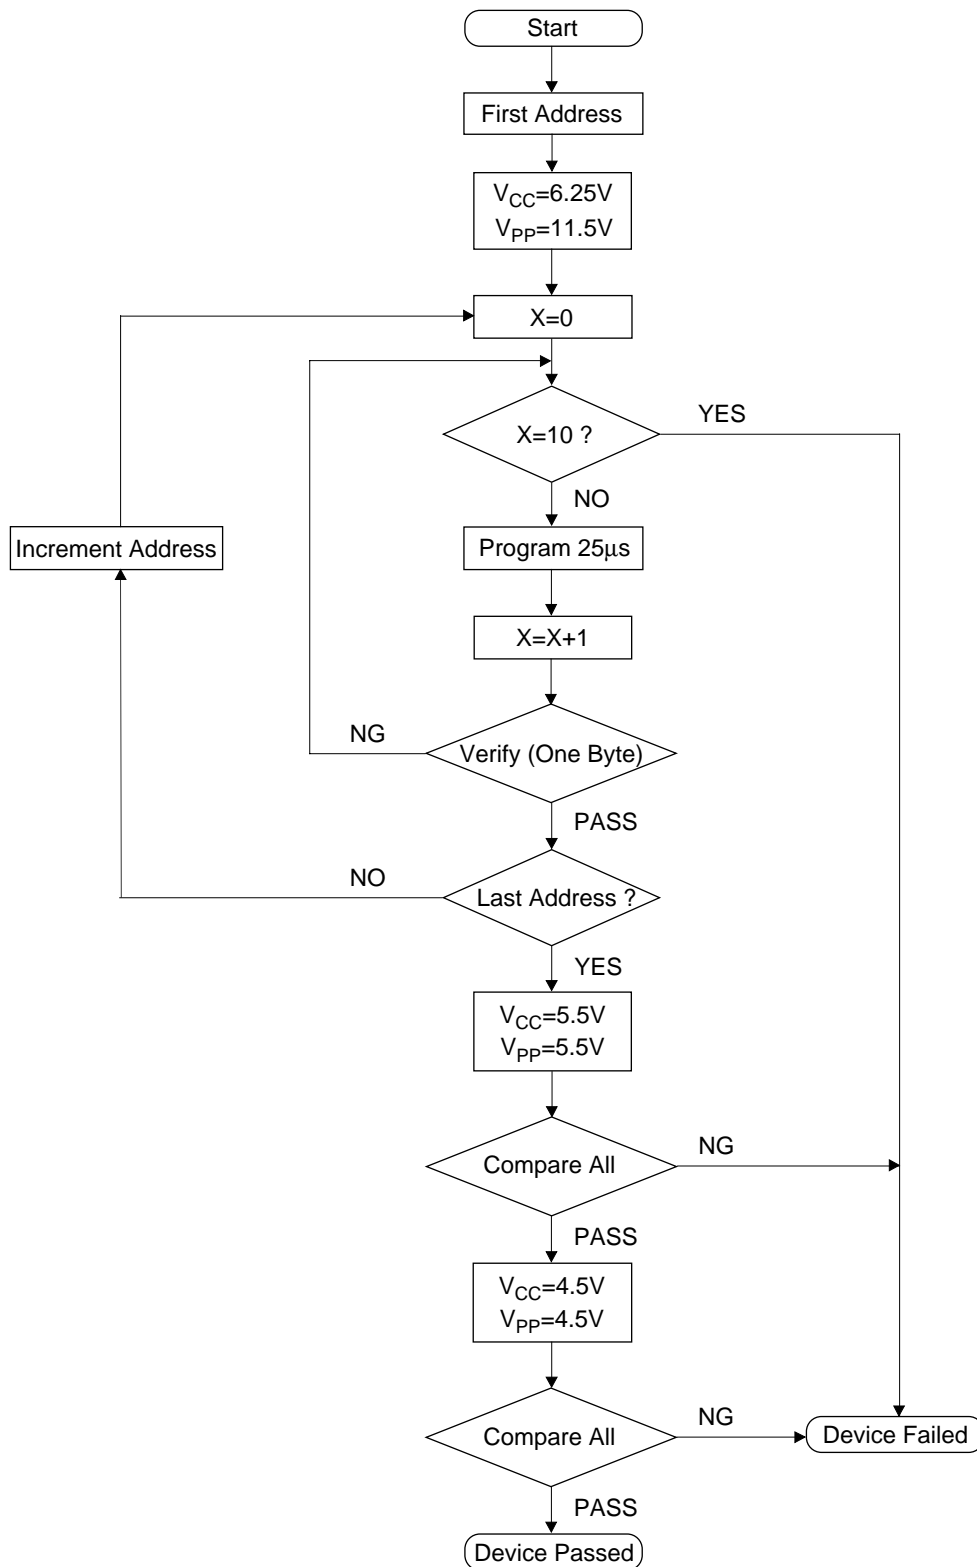 Start
First Address
VCC=6.25V
VPP=11.5V
X=0
X=10 ?
YES
NO
Increment Address
Program 25μs
X=X+1
NG
Verify (One Byte)
PASS
NO
Last Address ?
YES
VCC=5.5V
VPP=5.5V
Compare All
NG
PASS
VCC=4.5V
VPP=4.5V
Compare All
NG
Device Failed
PASS
Device Passed